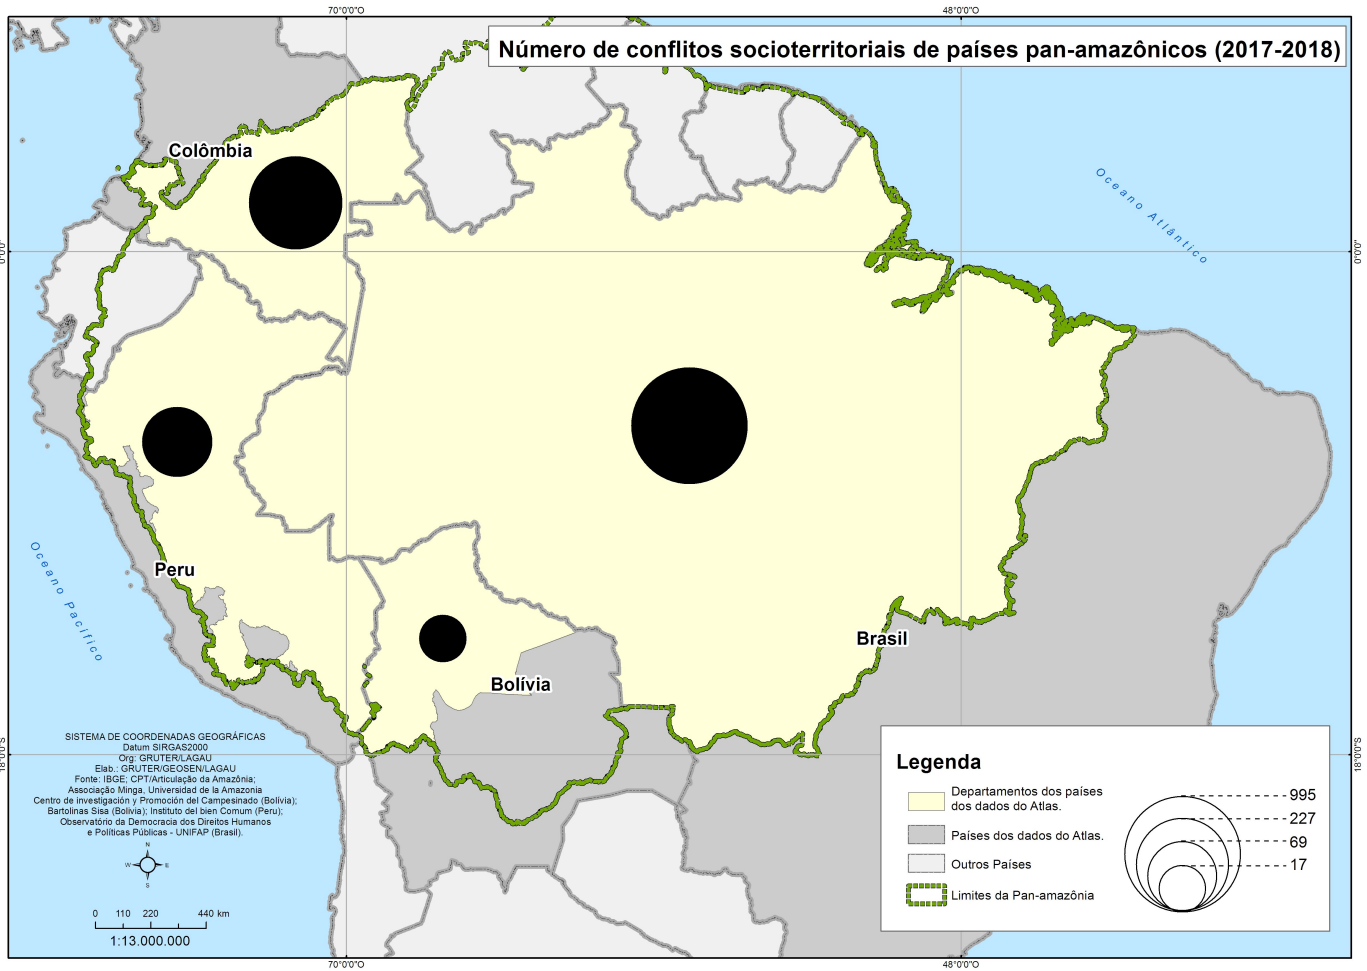 70°0'0"O
48°0'0"O
Número de conflitos socioterritoriais de países pan-amazônicos (2017-2018)
Colômbia
Oceano Atlântico
0°0'0"
0°0'0"
Oceano Pacífico
Peru
Bolívia
Brasil
18°0'0"S
18°0'0"S
SISTEMA DE COORDENADAS GEOGRÁFICAS
Datum SIRGAS2000
Org: GRUTER/LAGAU
Elab.: GRUTER/GEOSEN/LAGAU
Fonte: IBGE; CPT/Articulação da Amazônia;
Associação Minga, Universidad de la Amazonia
Centro de investigación y Promoción del Campesinado (Bolívia);
Bartolinas Sisa (Bolivia); Instituto del bien Comum (Peru);
Observatório da Democracia dos Direitos Humanos
e Políticas Públicas - UNIFAP (Brasil).
N
W E
S
0 110 220 440 km
1:13.000.000
Legenda
Departamentos dos países
dos dados do Atlas.
Países dos dados do Atlas.
Outros Países
Limites da Pan-amazônia
995
227
69
17
70°0'0"O
48°0'0"O